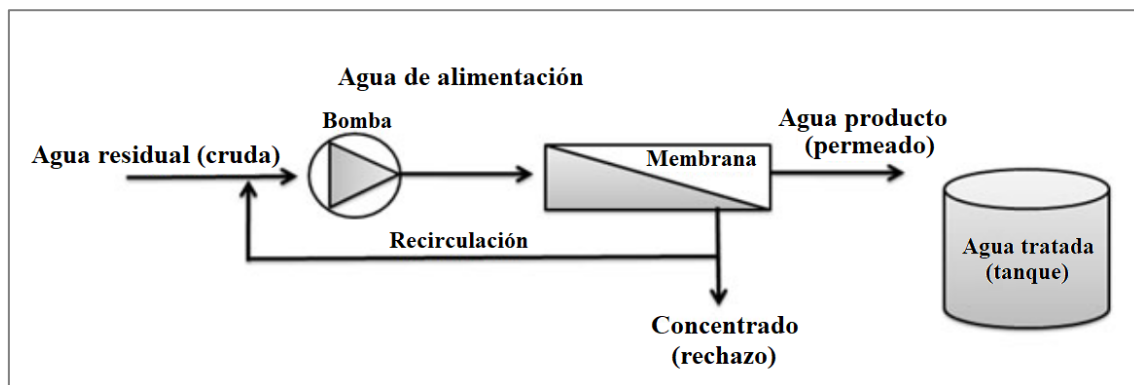 Agua de alimentación
Bomba
Agua residual (cruda)
Membrana
Agua producto
(permeado)
Recirculación
Concentrado
(rechazo)
Agua tratada
(tanque)